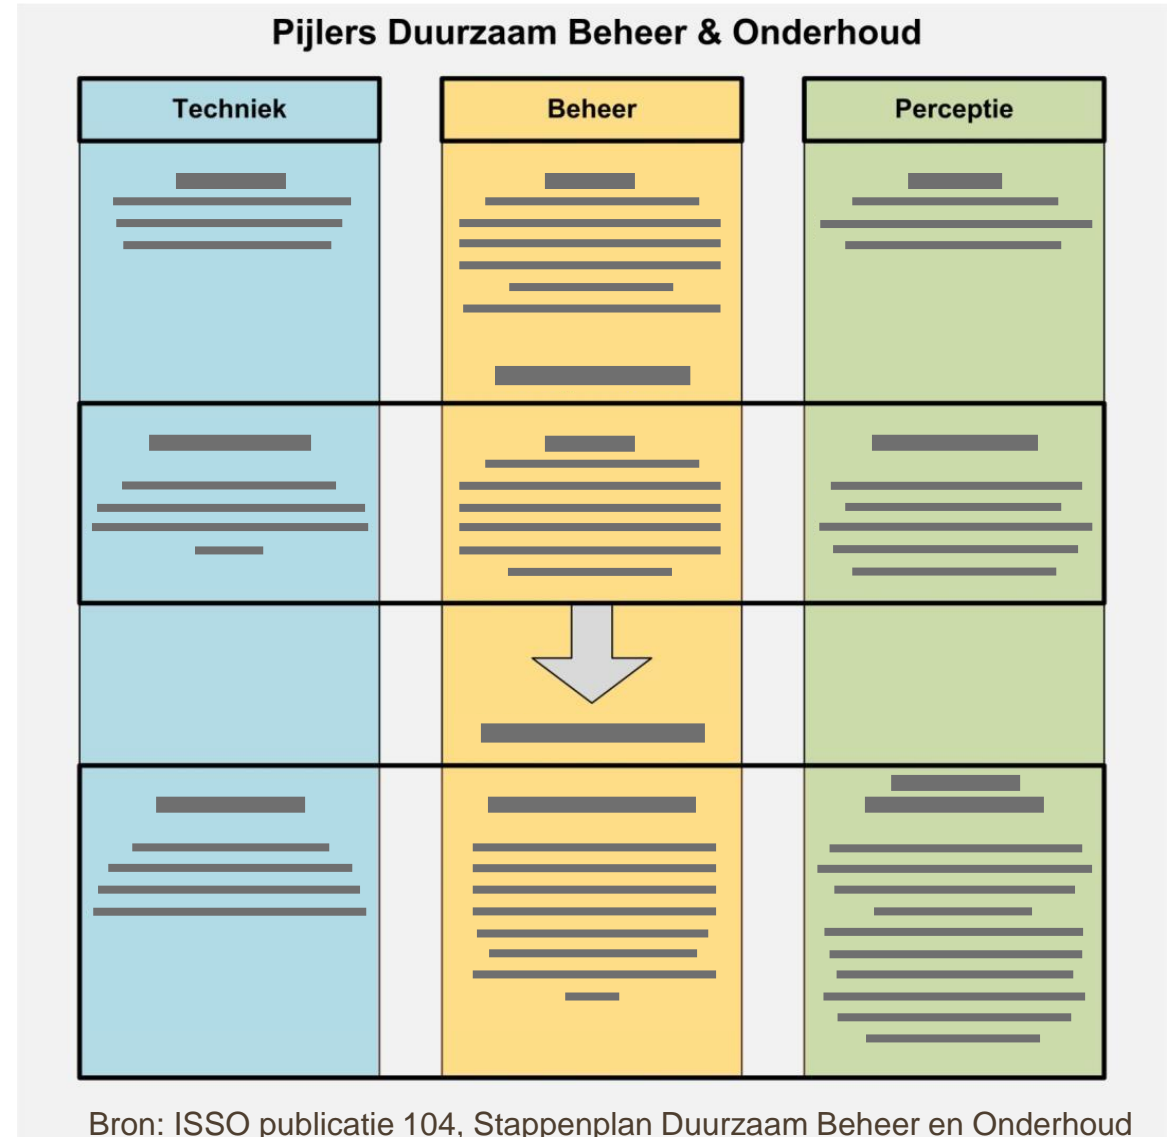 Pijlers Duurzaam Beheer & Onderhoud
Techniek
Beheer
Perceptie
Bron: ISSO publicatie 104, Stappenplan Duurzaam Beheer en Onderhoud